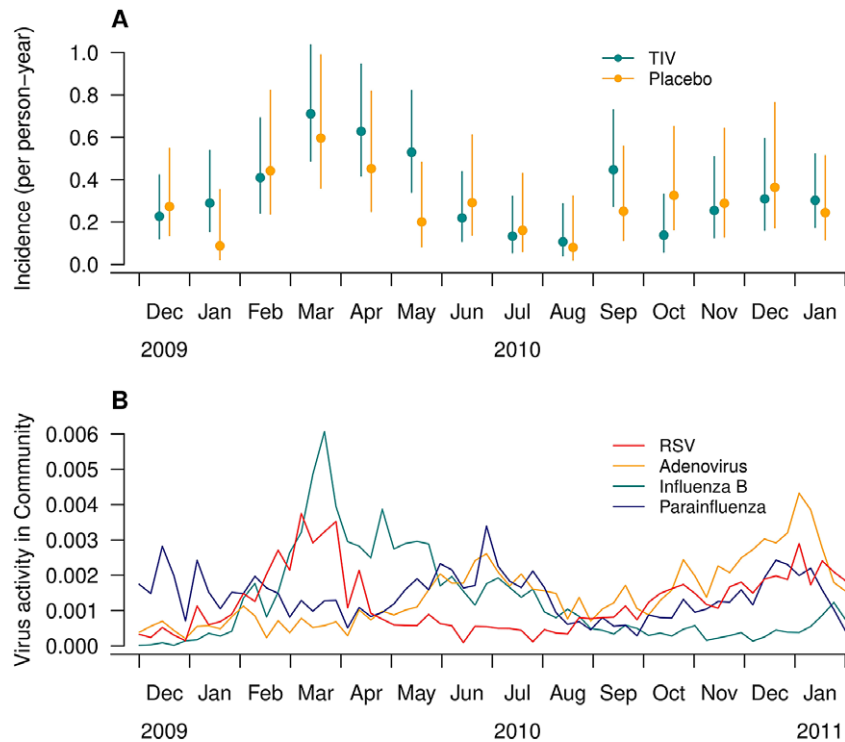 A
Incidence (per person−year)
1.0
0.8
0.6
0.4
0.2
0.0
TIV
Placebo
Dec Jan Feb Mar Apr May Jun Jul Aug Sep Oct Nov Dec Jan
2009 2010
B
Virus activity in Community
0.006
0.005
0.004
0.003
0.002
0.001
0.000
RSV
Adenovirus
Influenza B
Parainfluenza
Dec Jan Feb Mar Apr May Jun Jul Aug Sep Oct Nov Dec Jan
2009 2010 2011